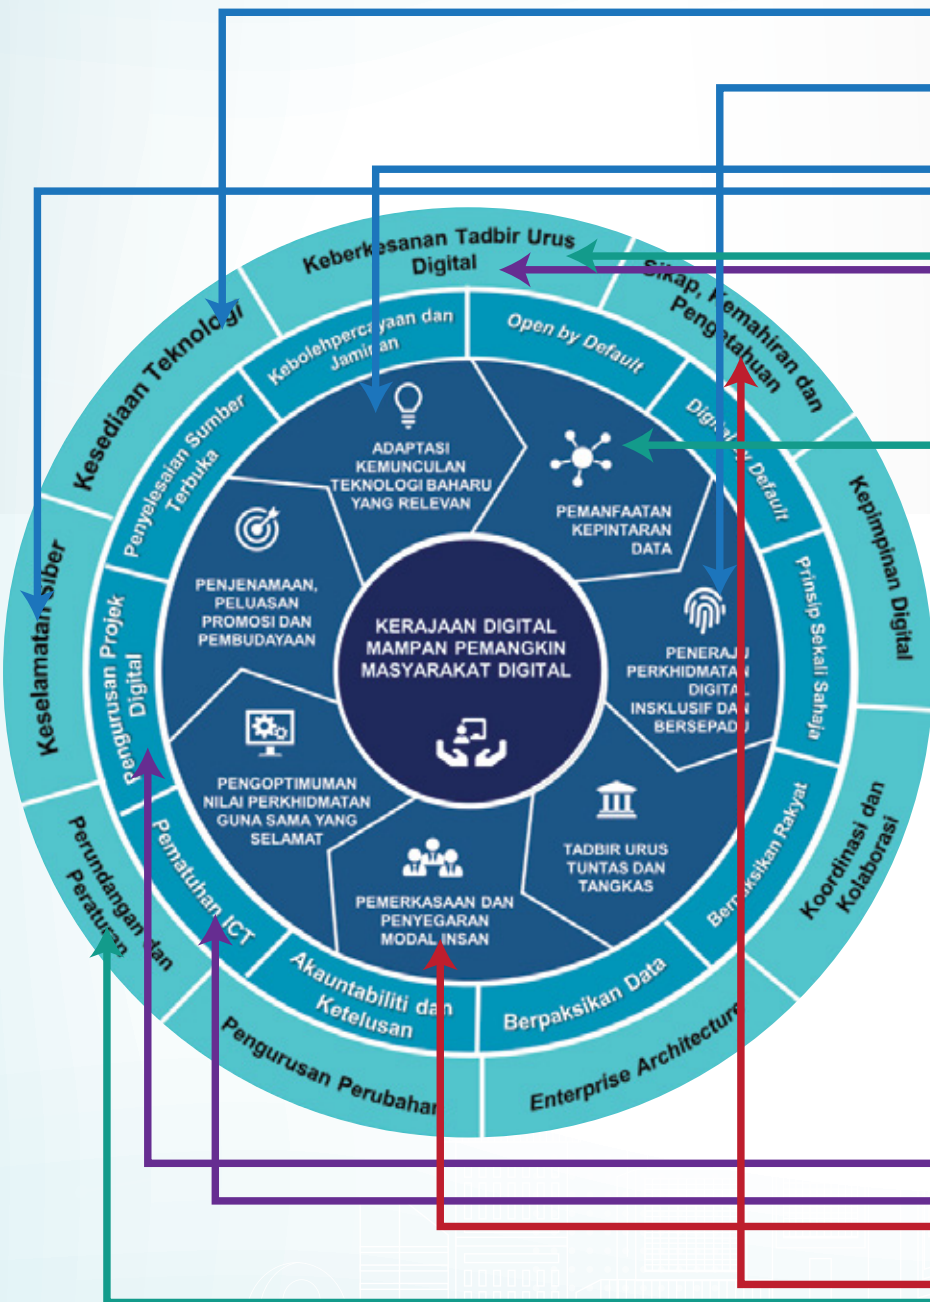 Keberkesanan Tadbir Urus
Digital
Sikap, Kemahiran dan
Pengetahuan
Kepimpinan Digital
Koordinasi dan
Kolaborasi
Enterprise Architecture
Pengurusan Perubahan
Perundangan dan
Peraturan
Keselamatan Siber
Kesediaan Teknologi
Kebolehpercayaan dan
Jaminan
Open by Default
Digital by Default
Prinsip Sekali Sahaja
Berpaksikan Rakyat
Berpaksikan Data
Akauntabiliti dan
Ketelusan
Pematuhan ICT
Pengurusan Projek
Digital
Penyelesaian Sumber
Terbuka
ADAPTASI
KEMUNCULAN
TEKNOLOGI BAHARU
YANG RELEVAN
PEMANFAATAN
KEPINTARAN
DATA
PENERAJU
PERKHIDMATAN
DIGITAL
INSKLUSIF DAN
BERSEPADU
TADBIR URUS
TUNTAS DAN
TANGKAS
PEMERKASAAN DAN
PENYEGARAN
MODAL INSAN
PENGOPTIMUMAN
NILAI PERKHIDMATAN
GUNA SAMA YANG
SELAMAT
PENJENAMAAN,
PELUASAN
PROMOSI DAN
PEMBUDAYAAN
KERAJAAN DIGITAL
MAMPAN PEMANGKIN
MASYARAKAT DIGITAL